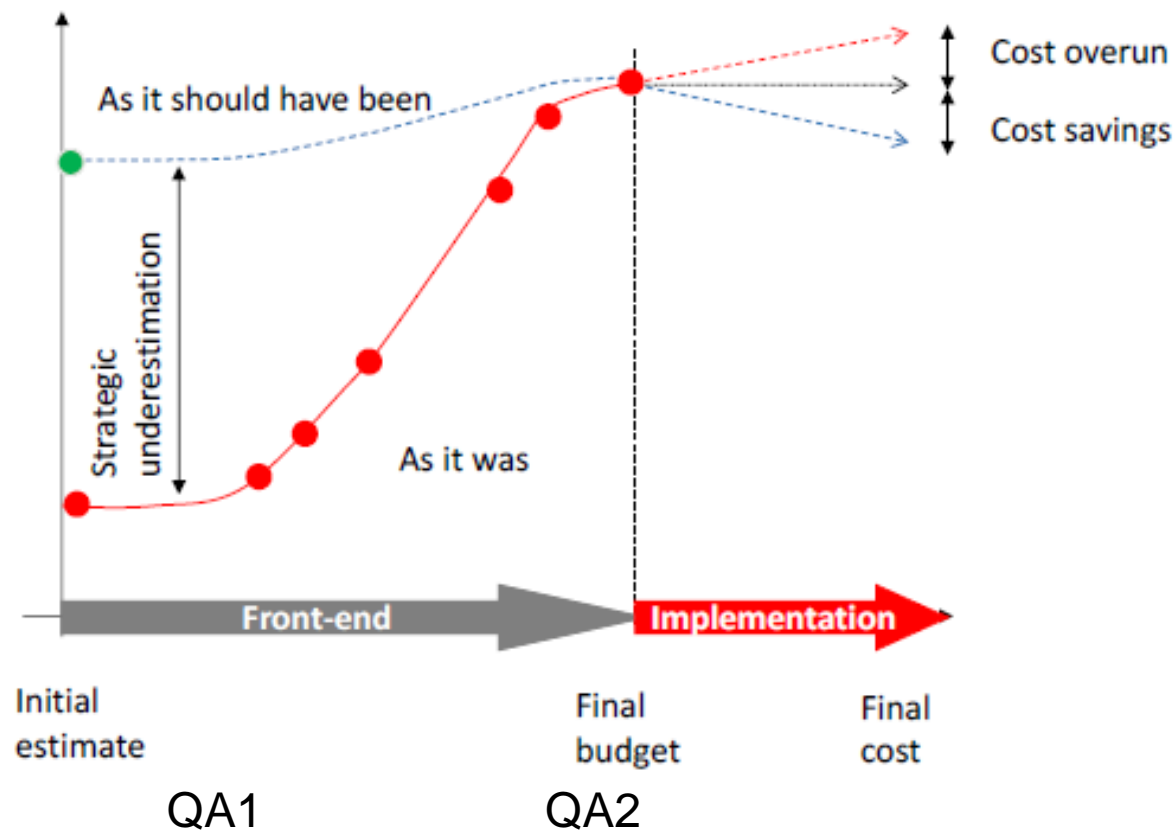 As it should have been
Cost overun
Cost savings
Strategic
underestimation
As it was
Front-end
Implementation
Initial
estimate
Final
budget
Final
cost
QA1
QA2